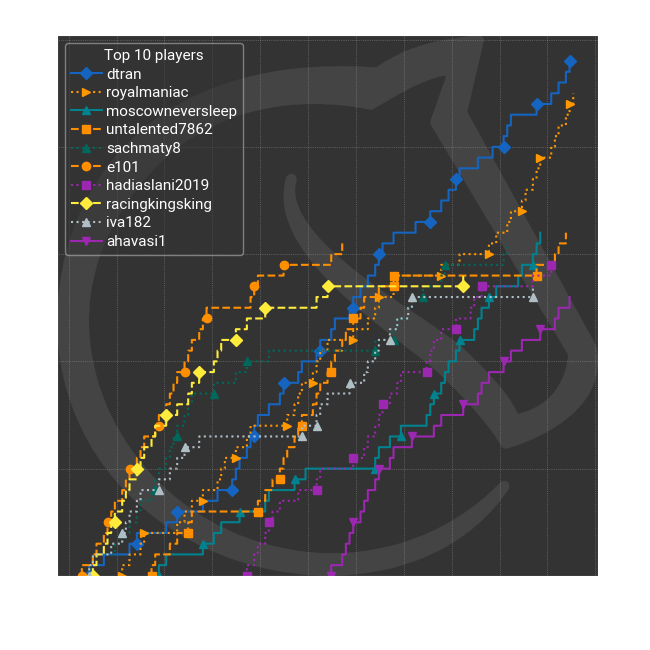 Top 10 players
dtran
royalmaniac
moscowneversleep
untalented7862
sachmaty8
e101
hadiaslani2019
racingkingsking
iva182
ahavasi1